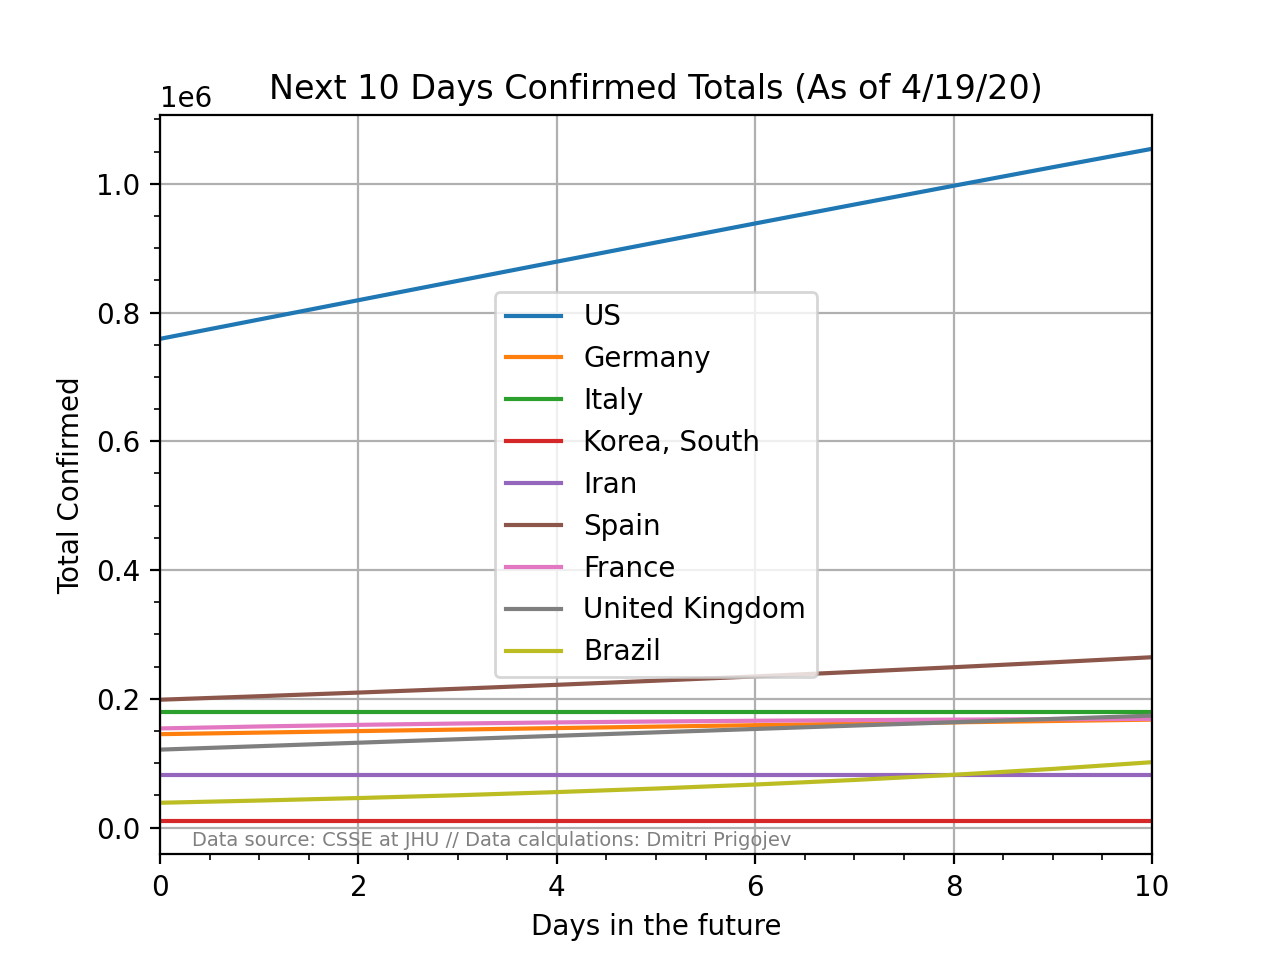 Next 10 Days Confirmed Totals (As of 4/19/20)
1e6
1.0
0.8
0.6
0.4
0.2
0.0
Total Confirmed
US
Germany
Italy
Korea, South
Iran
Spain
France
United Kingdom
Brazil
Data source: CSSE at JHU // Data calculations: Dmitri Prigojev
0 2 4 6 8 10
Days in the future